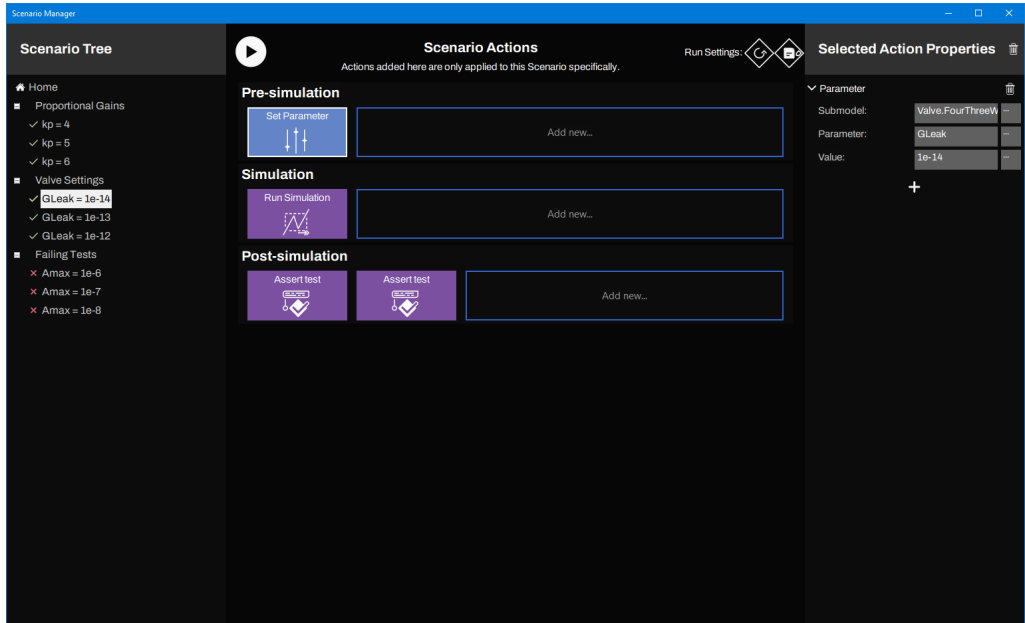 Scenario Manager
Scenario Tree
Home
Proportional Gains
kp = 4
kp = 5
kp = 6
Valve Settings
GLeak = 1e-14
GLeak = 1e-13
GLeak = 1e-12
Failing Tests
Amax = 1e-6
Amax = 1e-7
Amax = 1e-8
Scenario Actions
Actions added here are only applied to this Scenario specifically.
Run Settings:
Pre-simulation
Set Parameter
Add new...
Simulation
Run Simulation
Add new...
Post-simulation
Assert test
Assert test
Add new...
Selected Action Properties
Parameter
Submodel: Valve.FourThreeW ...
Parameter: GLeak ...
Value: 1e-14 ...